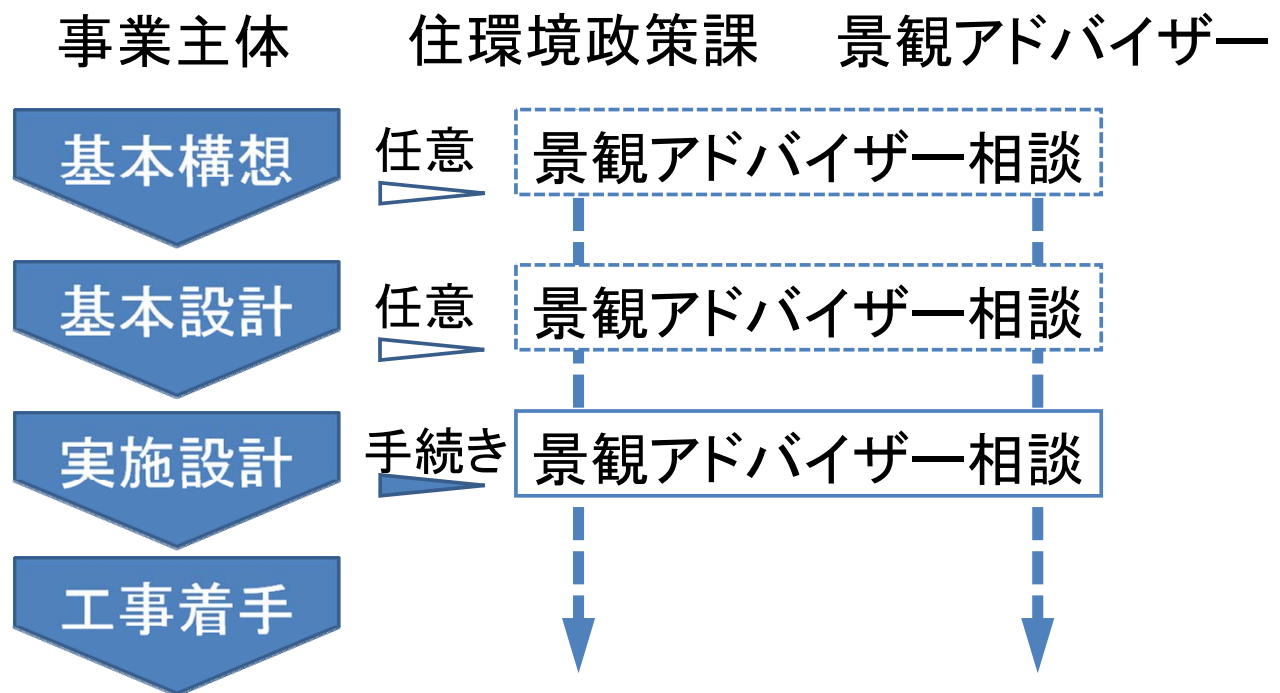 事業主体 住環境政策課 景観アドバイザー
基本構想 任意 景観アドバイザー相談
基本設計 任意 景観アドバイザー相談
実施設計 手続き 景観アドバイザー相談
工事着手